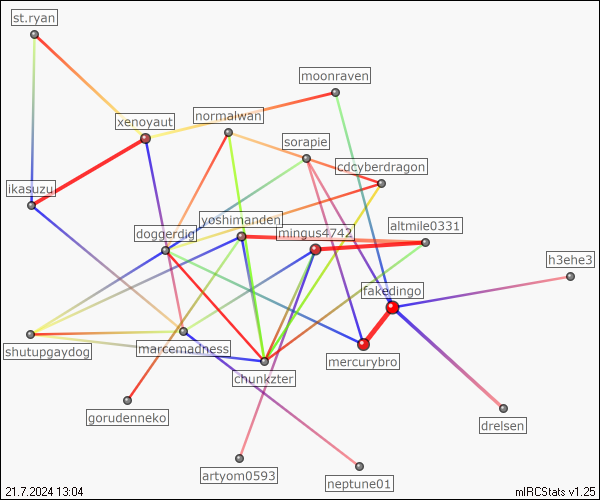 st.ryan
moonraven
normalwan
xenoyaut
sorapie
cdcyberdragon
ikasuzu
yoshimanden
altmile0331
doggerdig
mingus4742
h3ehe3
fakedingo
shutupgaydog
marcemadness
mercurybro
chunkzter
gorudenneko
drelsen
artyom0593
neptune01
21.7.2024 13:04
mIRCStats v1.25